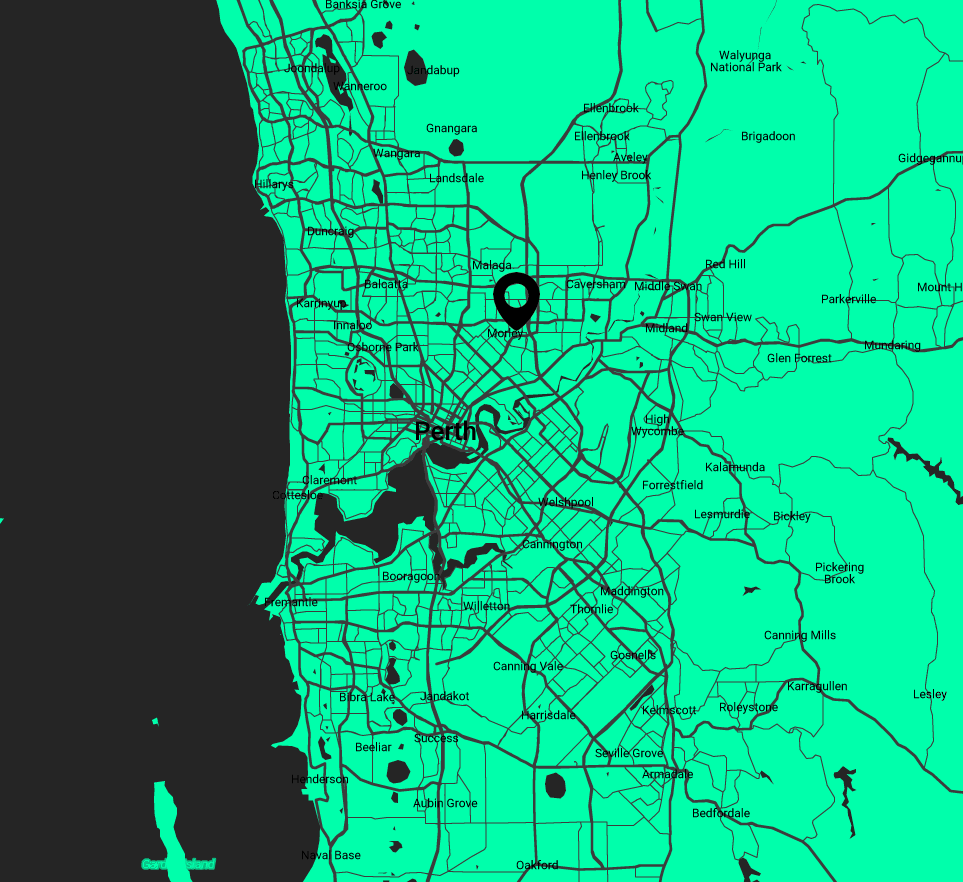 Banksia Grove
Walyunga
National Park
Joondalup
Jandabup
Wanneroo
Ellenbrook
Gnangara
Ellenbrook
Brigadoon
Wangara
Aveley
Gidgegannup
Landsdale
Henley Brook
Hillarys
Duncraig
Malaga
Red Hill
Balcatta
Caversham
Middle Swan
Mount H
Karrinyup
Parkerville
Innaloo
Swan View
Morley
Midland
Osborne Park
Mundaring
Glen Forrest
High
Wycombe
Perth
Kalamunda
Claremont
Forrestfield
Cottesloe
Welshpool
Lesmurdie
Bickley
Cannington
Pickering
Brook
Booragoon
Maddington
Fremantle
Willetton
Thornlie
Canning Mills
Gosnells
Canning Vale
Karragullen
Bibra Lake
Jandakot
Lesley
Harrisdale
Kelmscott
Roleystone
Success
Beeliar
Seville Grove
Henderson
Armadale
Aubin Grove
Bedfordale
Naval Base
Oakford
Garden Island